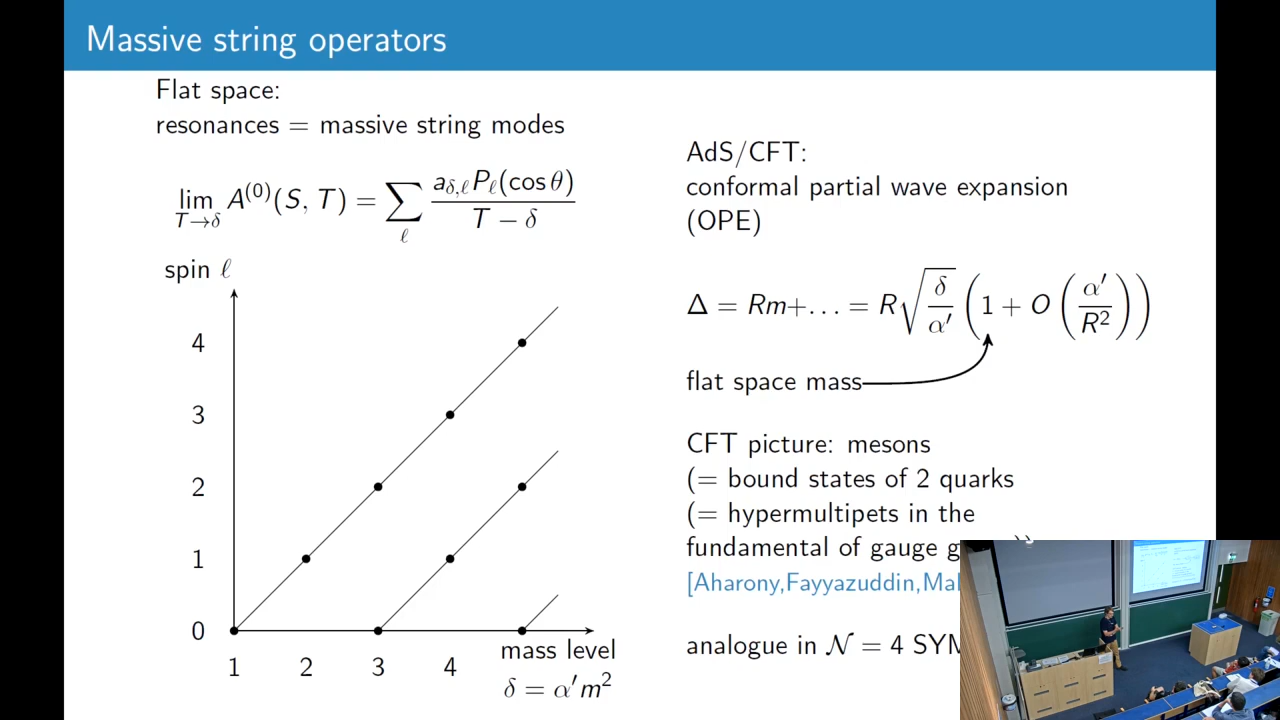 Massive string operators
Flat space:
resonances = massive string modes
lim_{T→δ} A^{(0)}(S, T) = ∑_ℓ a_{δ,ℓ} P_ℓ(cos θ) / (T − δ)
spin ℓ
4
3
2
1
0
1 2 3 4
mass level
δ = α′m²
AdS/CFT:
conformal partial wave expansion
(OPE)
Δ = Rm+... = R√(δ/α′) (1 + O(α′/R²))
flat space mass
CFT picture: mesons
(= bound states of 2 quarks
(= hypermultipets in the
fundamental of gauge
[Aharony,Fayyazuddin,
analogue in 𝒩 = 4 SYM